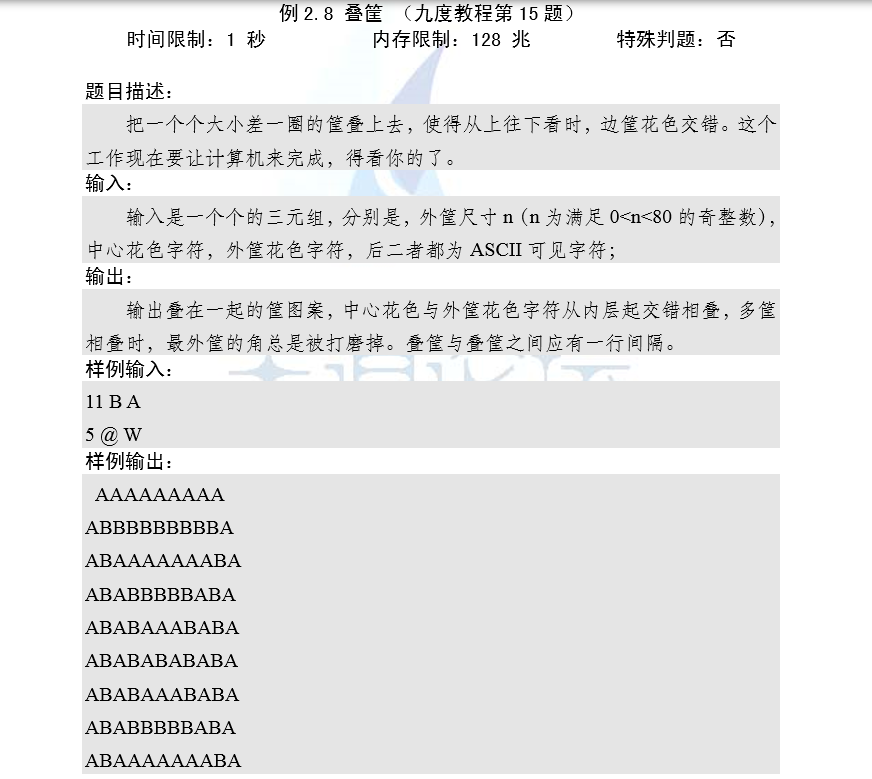 例 2.8 叠筐 （九度教程第 15 题）
时间限制：1 秒 内存限制：128 兆 特殊判题：否
题目描述：
把一个个大小差一圈的筐叠上去，使得从上往下看时，边筐花色交错。这个
工作现在要让计算机来完成，得看你的了。
输入：
输入是一个个的三元组，分别是，外筐尺寸 n（n 为满足 0<n<80 的奇整数），
中心花色字符，外筐花色字符，后二者都为 ASCII 可见字符；
输出：
输出叠在一起的筐图案，中心花色与外筐花色字符从内层起交错相叠，多筐
相叠时，最外筐的角总是被打磨掉。叠筐与叠筐之间应有一行间隔。
样例输入：
11 B A
5 @ W
样例输出：
AAAAAAAAA
ABBBBBBBBBA
ABAAAAAAABA
ABABBBBBABA
ABABAAABABA
ABABABABABA
ABABAAABABA
ABABBBBBABA
ABAAAAAAABA